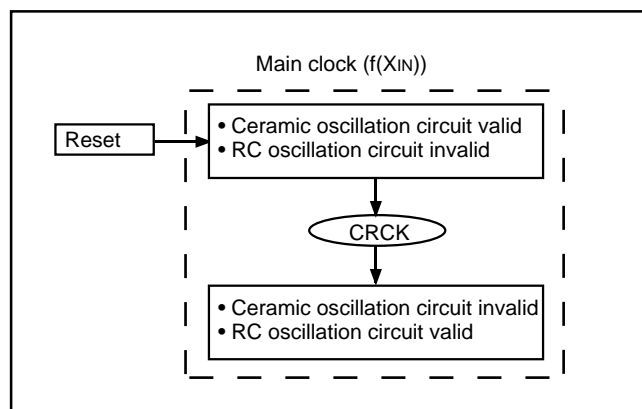 Main clock (f(XIN))
Reset
• Ceramic oscillation circuit valid
• RC oscillation circuit invalid
CRCK
• Ceramic oscillation circuit invalid
• RC oscillation circuit valid